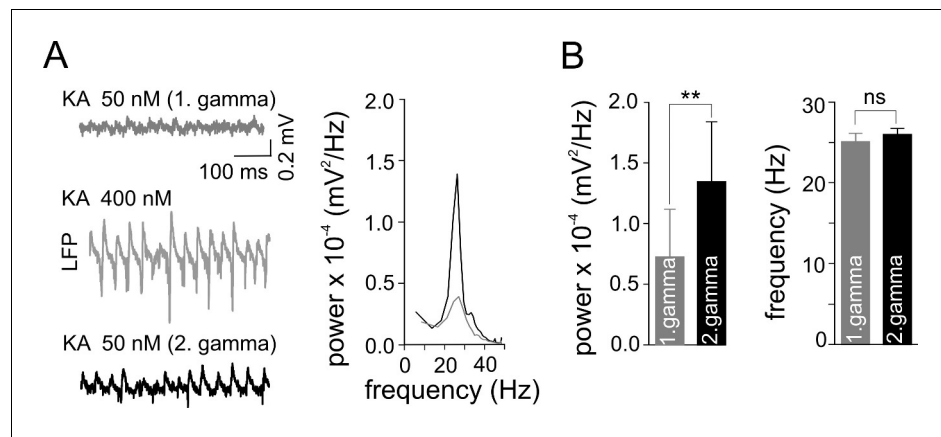 A
KA 50 nM (1. gamma)
100 ms
0.2 mV
KA 400 nM
LFP
KA 50 nM (2. gamma)
power x 10⁻⁴ (mV²/Hz)
2.0
1.5
1.0
0.5
0.0
0 20 40
frequency (Hz)
B
power x 10⁻⁴ (mV²/Hz)
2.0
1.5
1.0
0.5
0.0
**
1.gamma
2.gamma
frequency (Hz)
30
20
10
0
ns
1.gamma
2.gamma